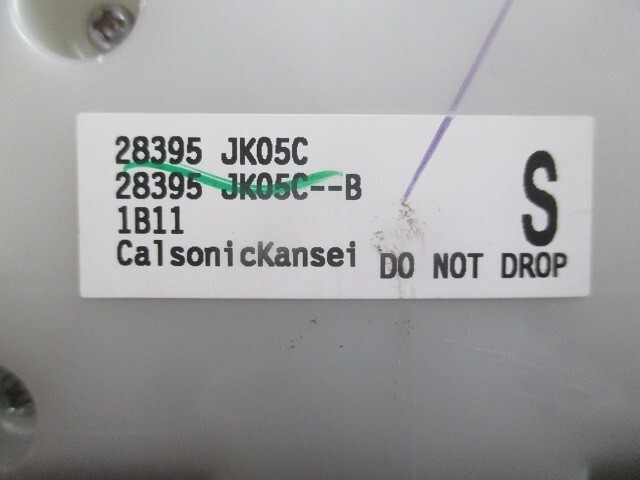 28395 JK05C
28395 JK05C--B
1B11
CalsonicKansei
DO NOT DROP
S